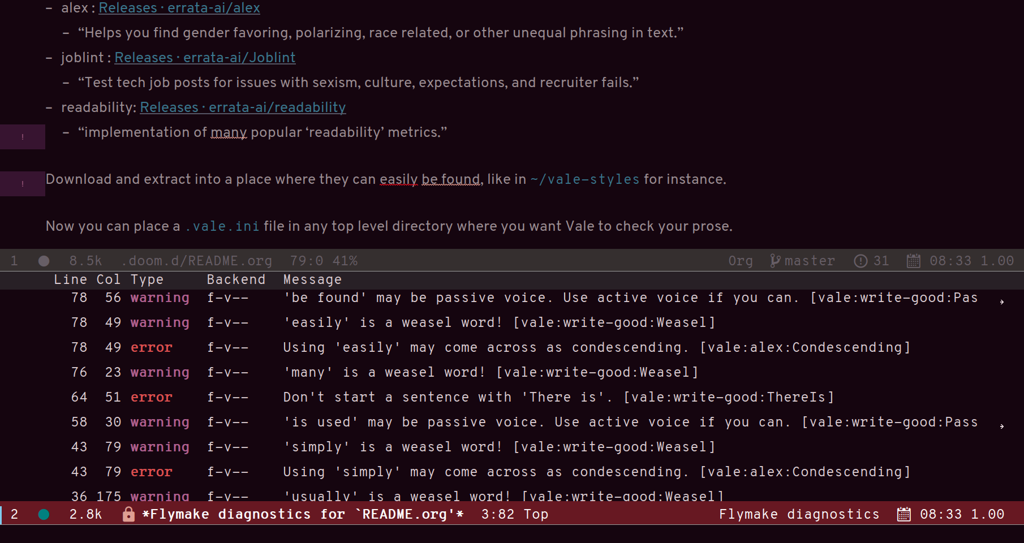 – alex : Releases · errata-ai/alex
– “Helps you find gender favoring, polarizing, race related, or other unequal phrasing in text.”
– joblint : Releases · errata-ai/Joblint
– “Test tech job posts for issues with sexism, culture, expectations, and recruiter fails.”
– readability: Releases · errata-ai/readability
! – “implementation of many popular ‘readability’ metrics.”
! Download and extract into a place where they can easily be found, like in ~/vale-styles for instance.
Now you can place a .vale.ini file in any top level directory where you want Vale to check your prose.
1 8.5k .doom.d/README.org 79:0 41% Org master 31 08:33 1.00
Line Col Type Backend Message
78 56 warning f-v-- 'be found' may be passive voice. Use active voice if you can. [vale:write-good:Pas
78 49 warning f-v-- 'easily' is a weasel word! [vale:write-good:Weasel]
78 49 error f-v-- Using 'easily' may come across as condescending. [vale:alex:Condescending]
76 23 warning f-v-- 'many' is a weasel word! [vale:write-good:Weasel]
64 51 error f-v-- Don't start a sentence with 'There is'. [vale:write-good:ThereIs]
58 30 warning f-v-- 'is used' may be passive voice. Use active voice if you can. [vale:write-good:Pass
43 79 warning f-v-- 'simply' is a weasel word! [vale:write-good:Weasel]
43 79 error f-v-- Using 'simply' may come across as condescending. [vale:alex:Condescending]
36 175 warning f-v-- 'usually' is a weasel word! [vale:write-good:Weasel]
2 2.8k *Flymake diagnostics for `README.org'* 3:82 Top Flymake diagnostics 08:33 1.00